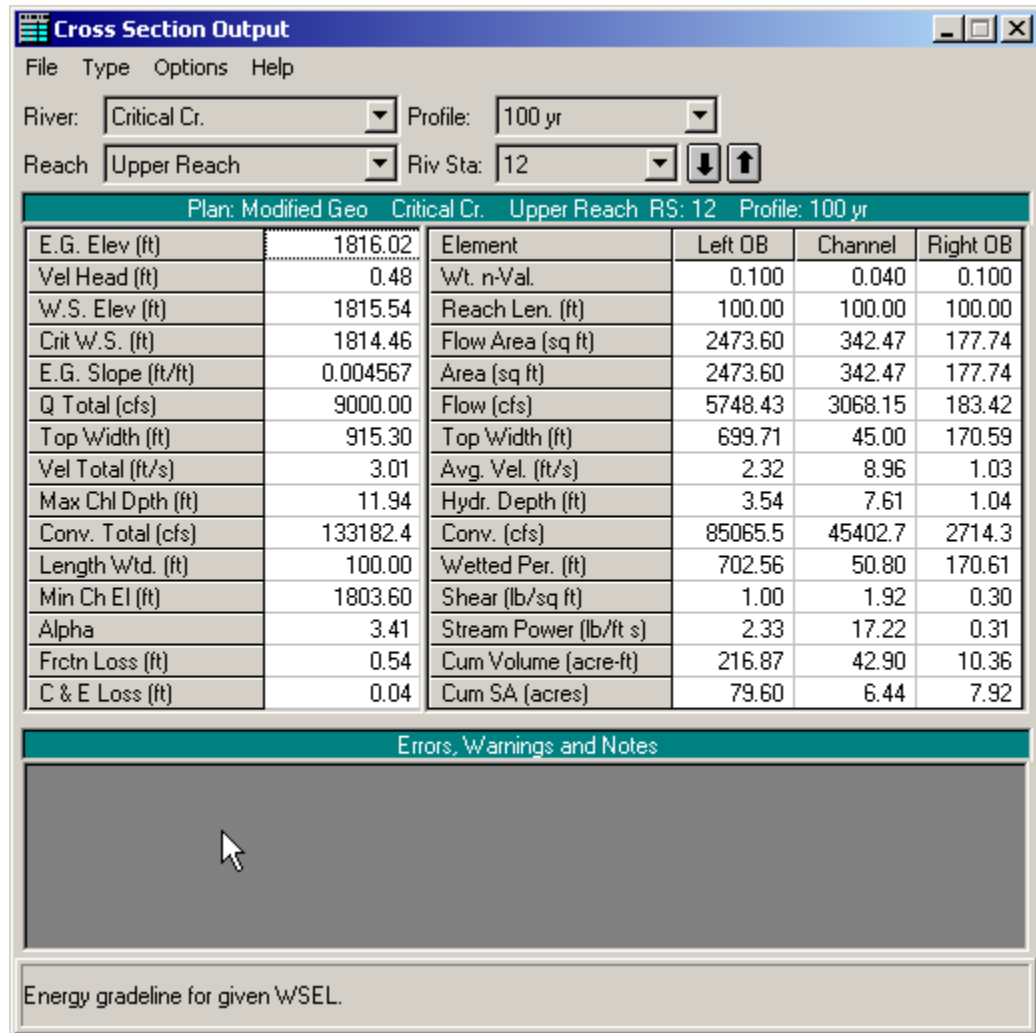 Cross Section Output
File Type Options Help
River: Critical Cr. Profile: 100 yr
Reach Upper Reach Riv Sta: 12
Plan: Modified Geo Critical Cr. Upper Reach RS: 12 Profile: 100 yr
E.G. Elev (ft) 1816.02 Element Left OB Channel Right OB
Vel Head (ft) 0.48 Wt. n-Val. 0.100 0.040 0.100
W.S. Elev (ft) 1815.54 Reach Len. (ft) 100.00 100.00 100.00
Crit W.S. (ft) 1814.46 Flow Area (sq ft) 2473.60 342.47 177.74
E.G. Slope (ft/ft) 0.004567 Area (sq ft) 2473.60 342.47 177.74
Q Total (cfs) 9000.00 Flow (cfs) 5748.43 3068.15 183.42
Top Width (ft) 915.30 Top Width (ft) 699.71 45.00 170.59
Vel Total (ft/s) 3.01 Avg. Vel. (ft/s) 2.32 8.96 1.03
Max Chl Dpth (ft) 11.94 Hydr. Depth (ft) 3.54 7.61 1.04
Conv. Total (cfs) 133182.4 Conv. (cfs) 85065.5 45402.7 2714.3
Length Wtd. (ft) 100.00 Wetted Per. (ft) 702.56 50.80 170.61
Min Ch El (ft) 1803.60 Shear (lb/sq ft) 1.00 1.92 0.30
Alpha 3.41 Stream Power (lb/ft s) 2.33 17.22 0.31
Frctn Loss (ft) 0.54 Cum Volume (acre-ft) 216.87 42.90 10.36
C & E Loss (ft) 0.04 Cum SA (acres) 79.60 6.44 7.92
Errors, Warnings and Notes
Energy gradeline for given WSEL.